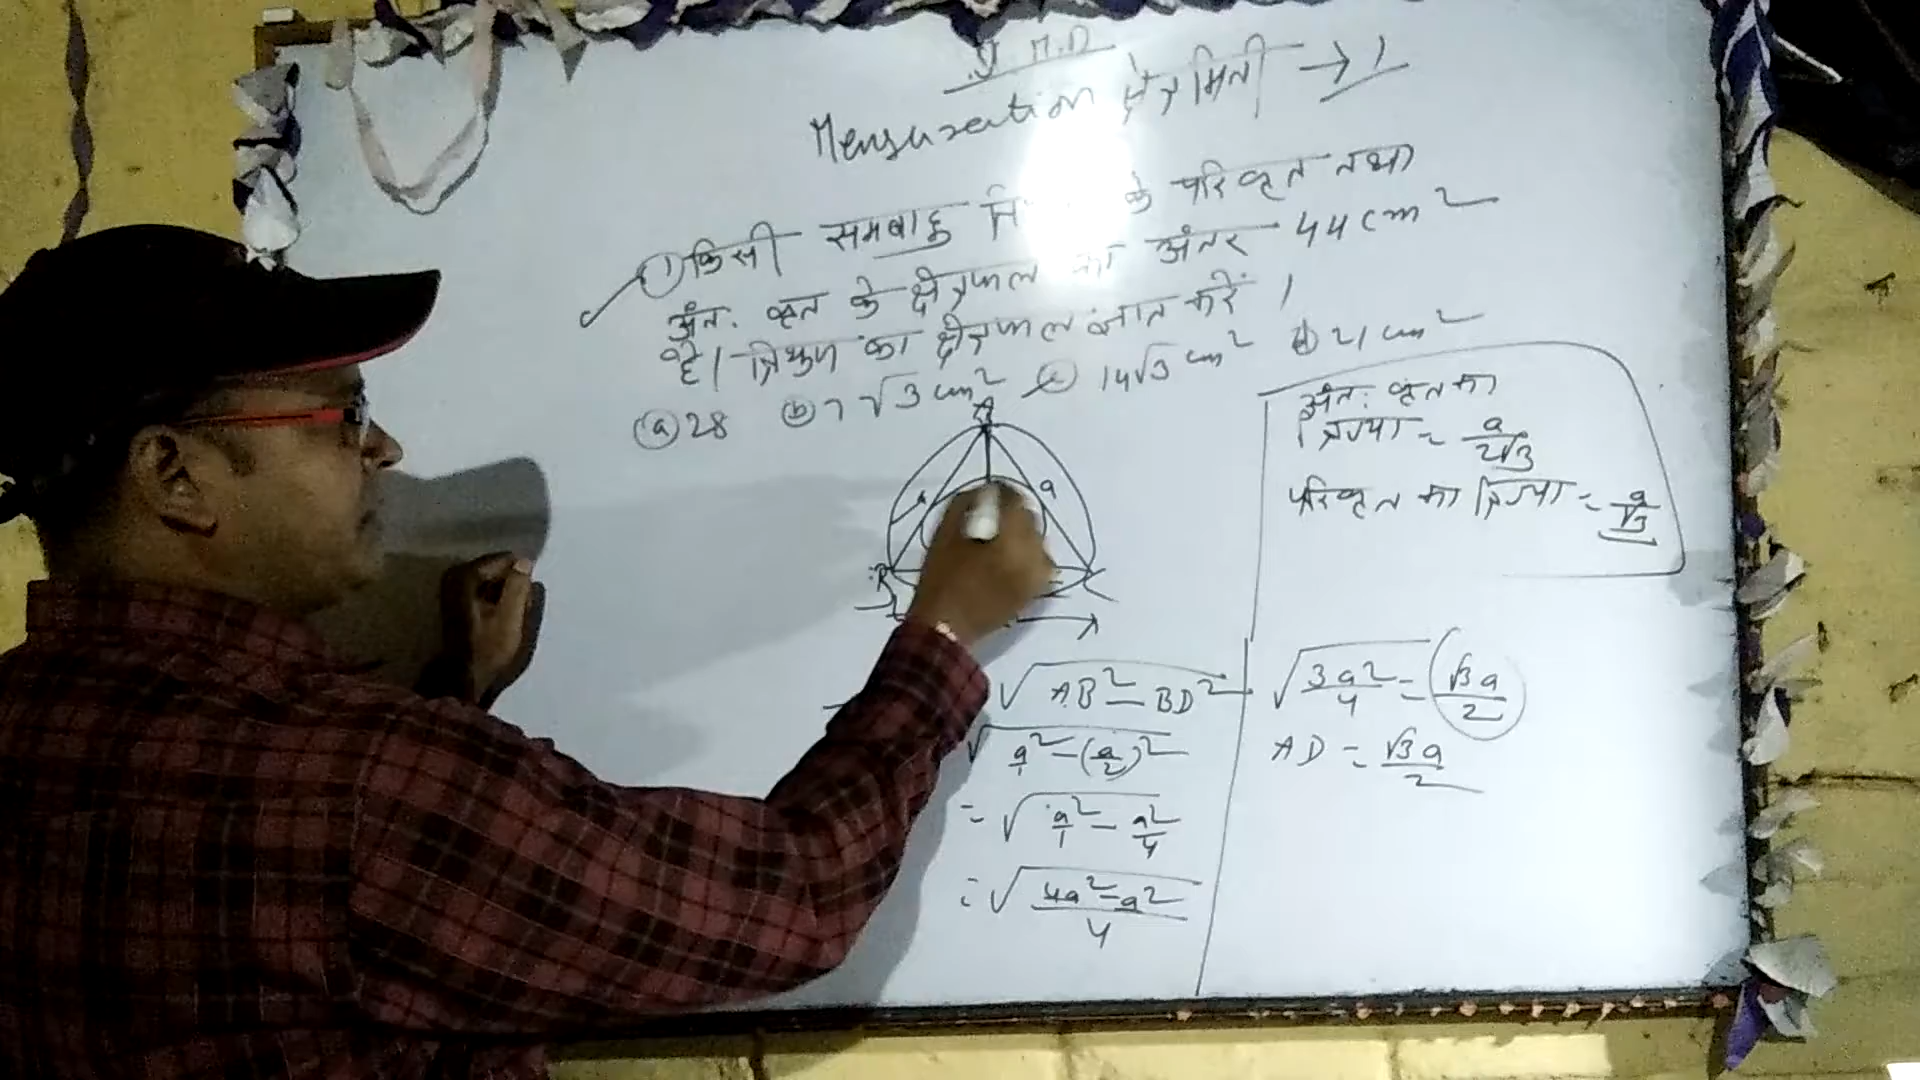 Mensuration क्षेत्रमिती → 1
① किसी समबाहु के परिवृत तथा
अंत: वृत के क्षेत्रफल का अंतर 44 cm²
है। त्रिभुज का क्षेत्रफल ज्ञात करें।
ⓐ 28 ⓑ 7√3 cm² ⓒ 14√3 cm² ⓓ 21 cm²
A
a a
B C
अंत: वृत का
त्रिज्या = a/2√3
परिवृत का त्रिज्या = a/√3
√(AB² - BD²)
√(a²/1 - (a/2)²)
= √(a²/1 - a²/4)
= √((4a² - a²)/4)
√(3a²/4) = (√3a/2)
AD = √3a/2